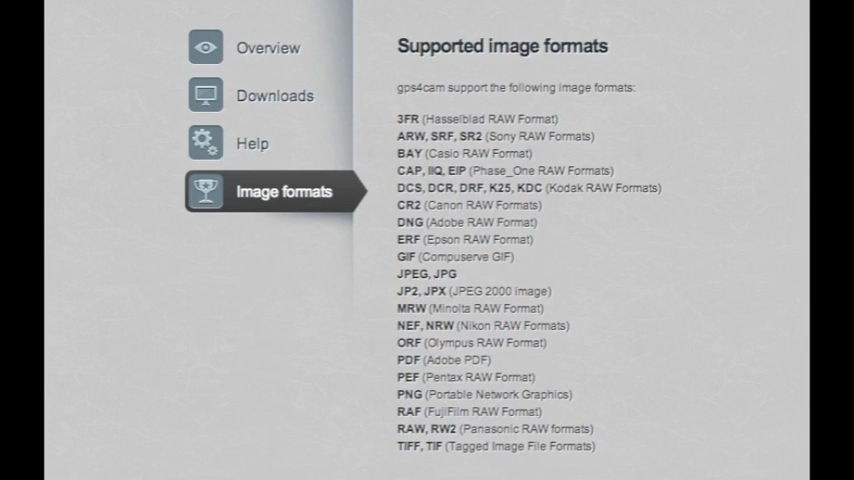 Overview
Downloads
Help
Image formats
Supported image formats
gps4cam support the following image formats:
3FR (Hasselblad RAW Format)
ARW, SRF, SR2 (Sony RAW Formats)
BAY (Casio RAW Format)
CAP, IIQ, EIP (Phase_One RAW Formats)
DCS, DCR, DRF, K25, KDC (Kodak RAW Formats)
CR2 (Canon RAW Formats)
DNG (Adobe RAW Format)
ERF (Epson RAW Format)
GIF (Compuserve GIF)
JPEG, JPG
JP2, JPX (JPEG 2000 image)
MRW (Minolta RAW Format)
NEF, NRW (Nikon RAW Formats)
ORF (Olympus RAW Format)
PDF (Adobe PDF)
PEF (Pentax RAW Format)
PNG (Portable Network Graphics)
RAF (FujiFilm RAW Format)
RAW, RW2 (Panasonic RAW formats)
TIFF, TIF (Tagged Image File Formats)